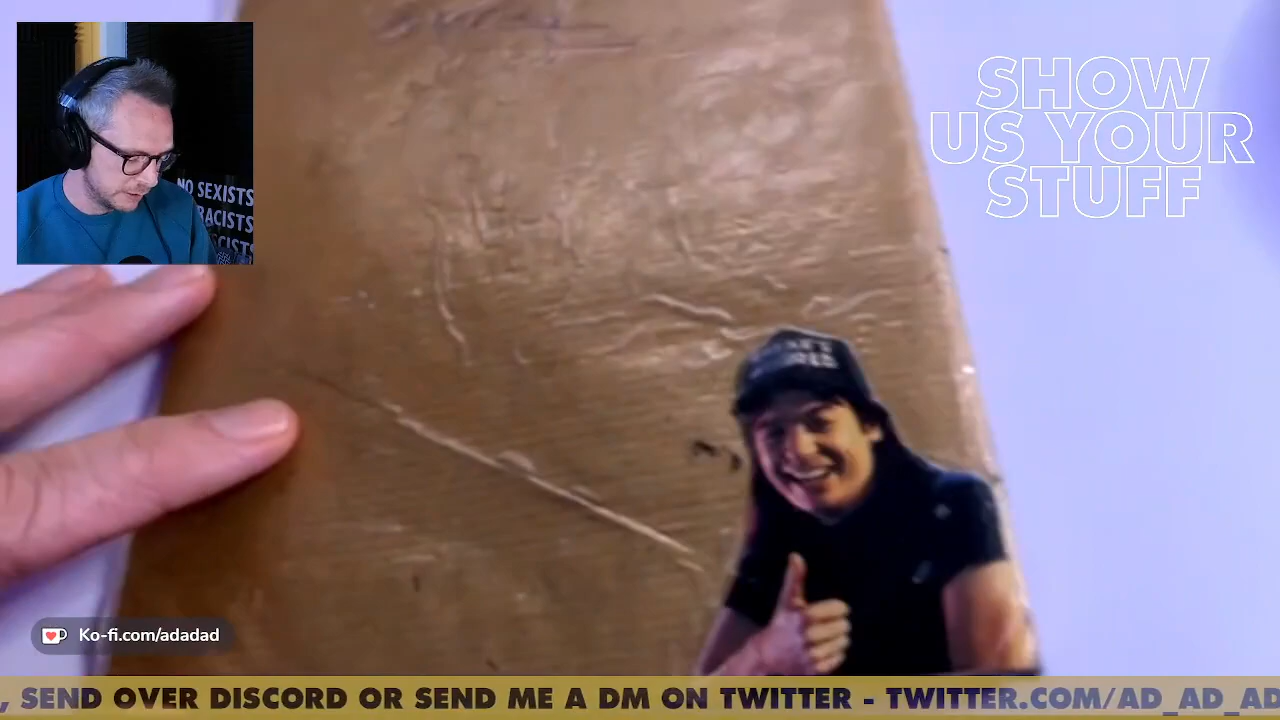 SHOW
US YOUR
STUFF
NO SEXISTS
RACISTS
Ko-fi.com/adadad
, SEND OVER DISCORD OR SEND ME A DM ON TWITTER - TWITTER.COM/AD_AD_AD